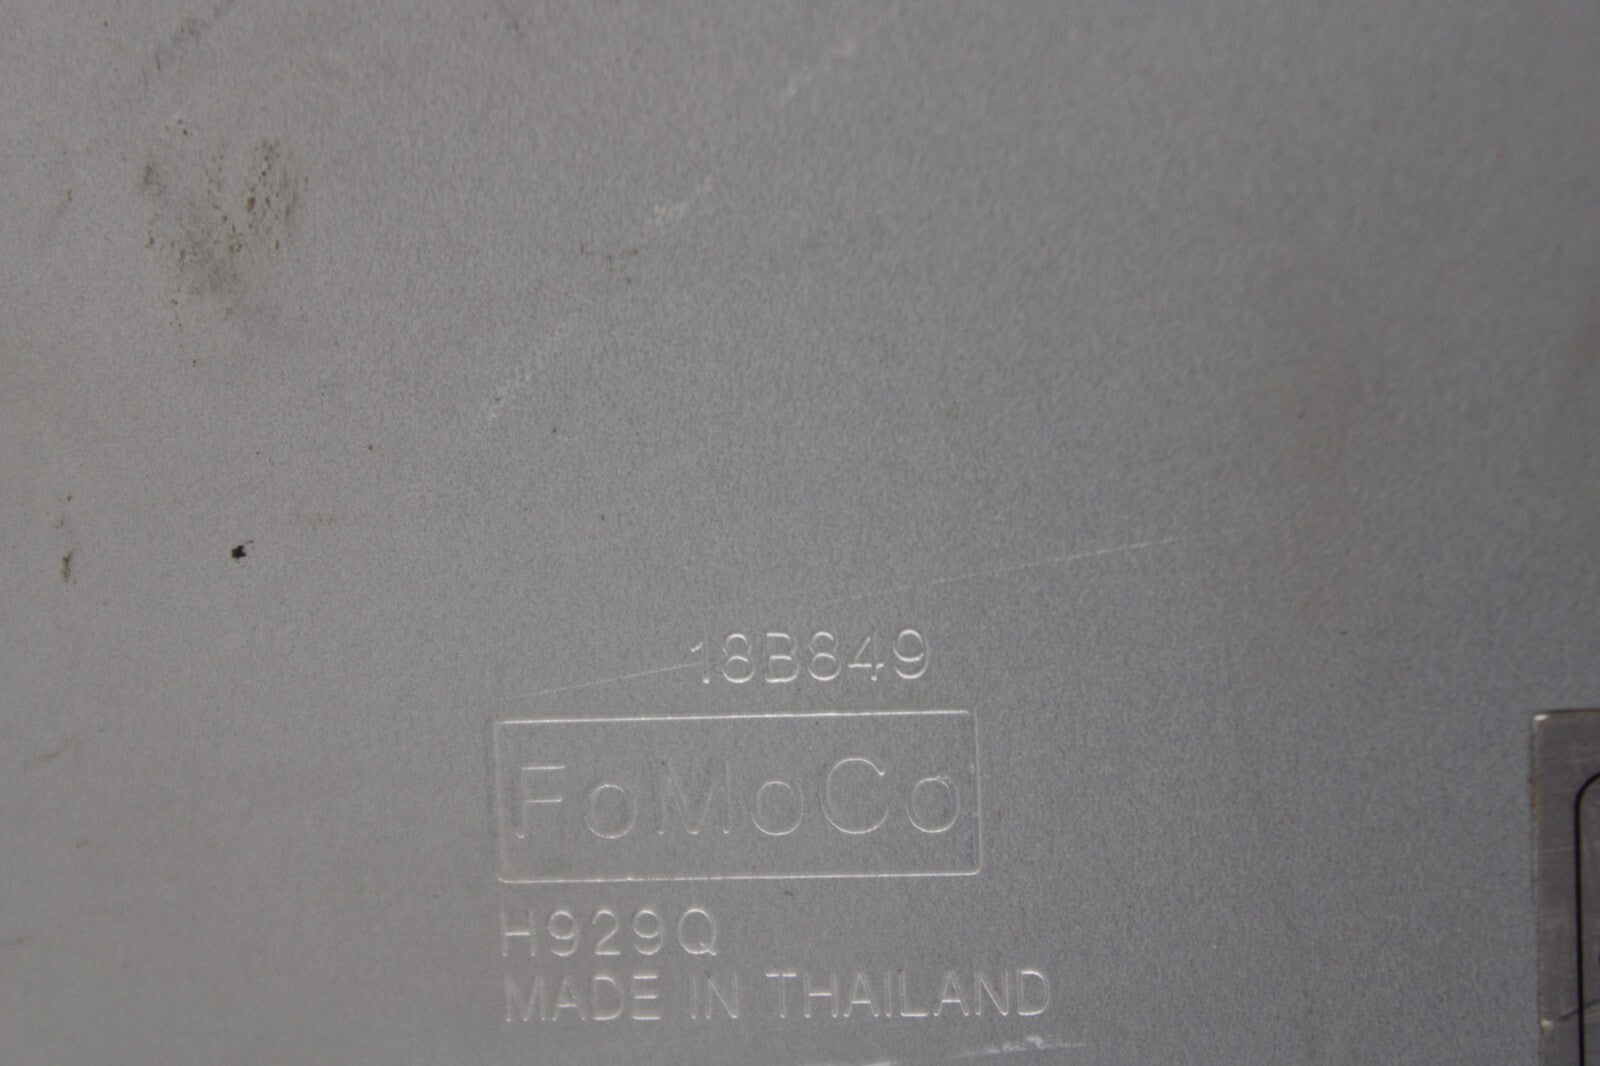 18B849
FoMoCo
H929Q
MADE IN THAILAND